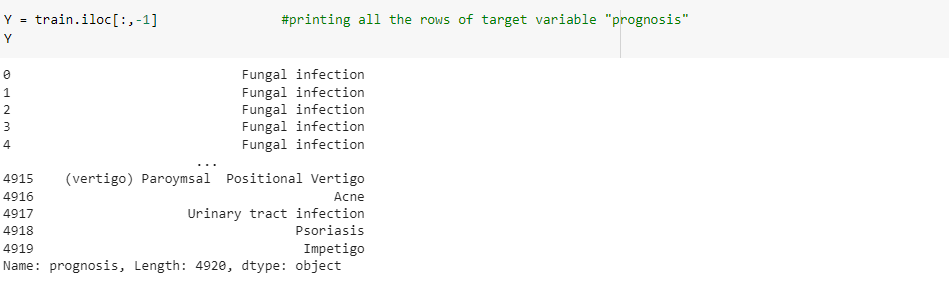 Y = train.iloc[:,-1] #printing all the rows of target variable "prognosis"
Y
0 Fungal infection
1 Fungal infection
2 Fungal infection
3 Fungal infection
4 Fungal infection
...
4915 (vertigo) Paroymsal Positional Vertigo
4916 Acne
4917 Urinary tract infection
4918 Psoriasis
4919 Impetigo
Name: prognosis, Length: 4920, dtype: object